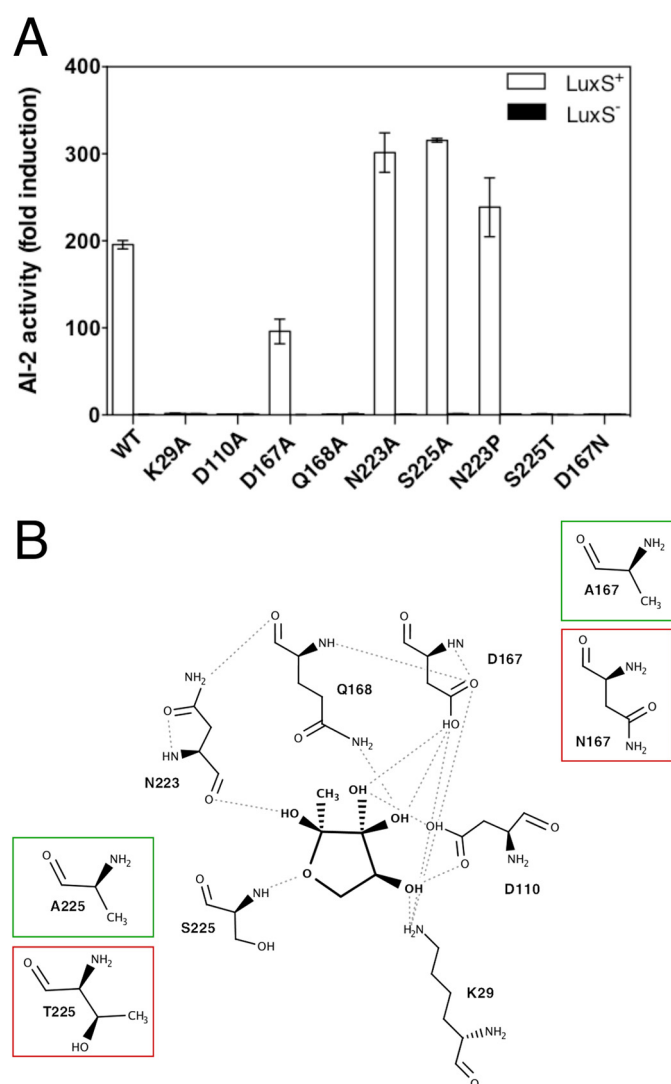 A
AI-2 activity (fold induction)
400
300
200
100
0
LuxS+
LuxS-
WT
K29A
D110A
D167A
Q168A
N223A
S225A
N223P
S225T
D167N
B
O
NH2
A167
CH3
O
NH2
N167
O
NH2
O
NH
Q168
O
NH2
O
HN
D167
O
HO
NH2
O
HN
N223
O
HO
CH3
OH
OH
O
OH
OH
O
O
NH2
D110
O
NH
S225
OH
H2N
K29
NH2
O
O
NH2
A225
CH3
O
NH2
T225
CH3
HO